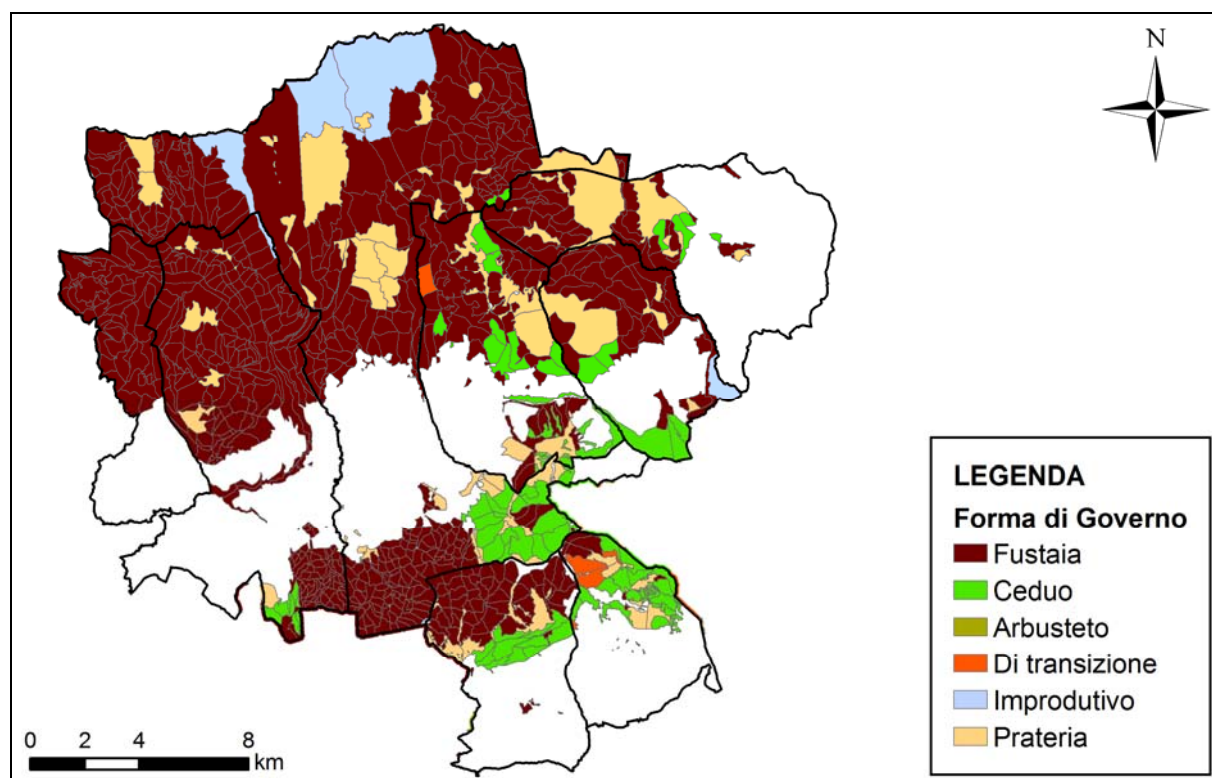 N
LEGENDA
Forma di Governo
Fustaia
Ceduo
Arbusteto
Di transizione
Improdutivo
Prateria
0 2 4 8
km